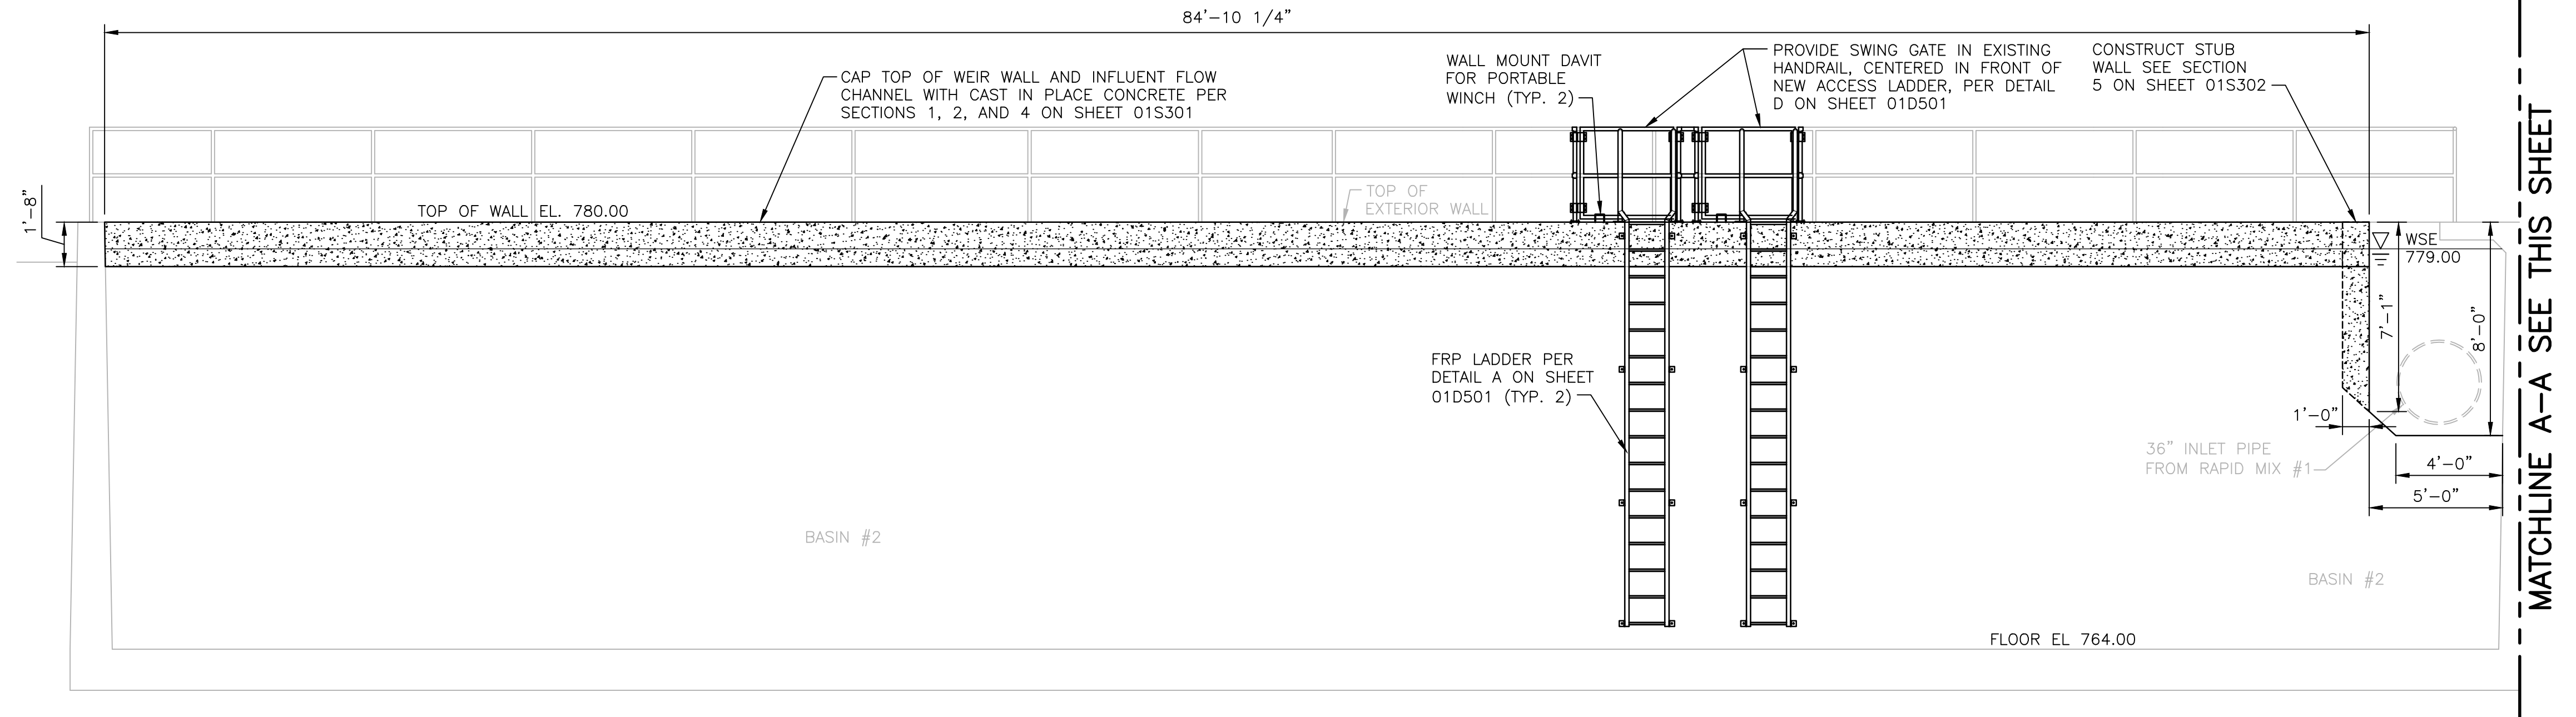 84'-10 1/4"
CAP TOP OF WEIR WALL AND INFLUENT FLOW
CHANNEL WITH CAST IN PLACE CONCRETE PER
SECTIONS 1, 2, AND 4 ON SHEET 01S301
WALL MOUNT DAVIT
FOR PORTABLE
WINCH (TYP. 2)
PROVIDE SWING GATE IN EXISTING
HANDRAIL, CENTERED IN FRONT OF
NEW ACCESS LADDER, PER DETAIL
D ON SHEET 01D501
CONSTRUCT STUB
WALL SEE SECTION
5 ON SHEET 01S302
1'-8"
TOP OF WALL EL. 780.00
TOP OF
EXTERIOR WALL
WSE
779.00
7'-1"
8'-0"
FRP LADDER PER
DETAIL A ON SHEET
01D501 (TYP. 2)
1'-0"
36" INLET PIPE
FROM RAPID MIX #1
4'-0"
5'-0"
BASIN #2
BASIN #2
FLOOR EL 764.00
MATCHLINE A-A SEE THIS SHEET